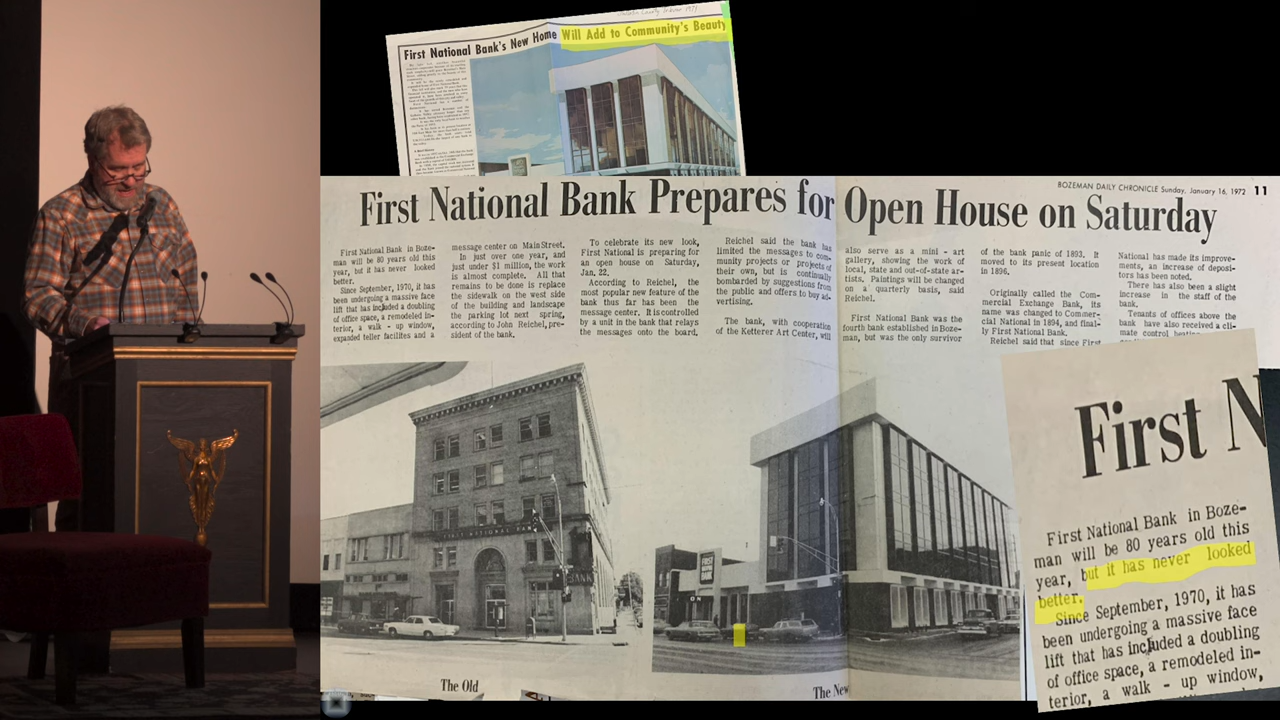 First National Bank's New Home Will Add to Community's Beauty
BOZEMAN DAILY CHRONICLE Sunday, January 16, 1972 11
First National Bank Prepares for Open House on Saturday
First National Bank in Boze-
man will be 80 years old this
year, but it has never looked
better.
Since September, 1970, it has
been undergoing a massive face
lift that has included a doubling
of office space, a remodeled in-
terior, a walk - up window,
expanded teller facilites and a
message center on Main Street.
In just over one year, and
just under $1 million, the work
is almost complete. All that
remains to be done is replace
the sidewalk on the west side
of the building and landscape
the parking lot next spring,
according to John Reichel, pre-
sident of the bank.
To celebrate its new look,
First National is preparing for
an open house on Saturday,
Jan. 22.
According to Reichel, the
most popular new feature of the
bank thus far has been the
message center. It is controlled
by a unit in the bank that relays
the messages onto the board.
Reichel said the bank has
limited the messages to com-
munity projects or projects of
their own, but is continually
bombarded by suggestions from
the public and offers to buy ad-
vertising.
The bank, with cooperation
of the Ketterer Art Center, will
also serve as a mini - art
gallery, showing the work of
local, state and out-of-state ar-
tists. Paintings will be changed
on a quarterly basis, said
Reichel.
First National Bank was the
fourth bank established in Boze-
man, but was the only survivor
of the bank panic of 1893. It
moved to its present location
in 1896.
Originally called the Com-
mercial Exchange Bank, its
name was changed to Commer-
cial National in 1894, and final-
ly First National Bank.
Reichel said that since First
National has made its improve-
ments, an increase of deposi-
tors has been noted.
There has also been a slight
increase in the staff of the
bank.
Tenants of offices above the
bank have also received a cli-
mate control heating
FIRST NATIONAL BANK
BANK
FIRST
NATIONAL
BANK
The Old
The New
First N
First National Bank in Boze-
man will be 80 years old this
year, but it has never looked
better.
Since September, 1970, it has
been undergoing a massive face
lift that has included a doubling
of office space, a remodeled in-
terior, a walk - up window,